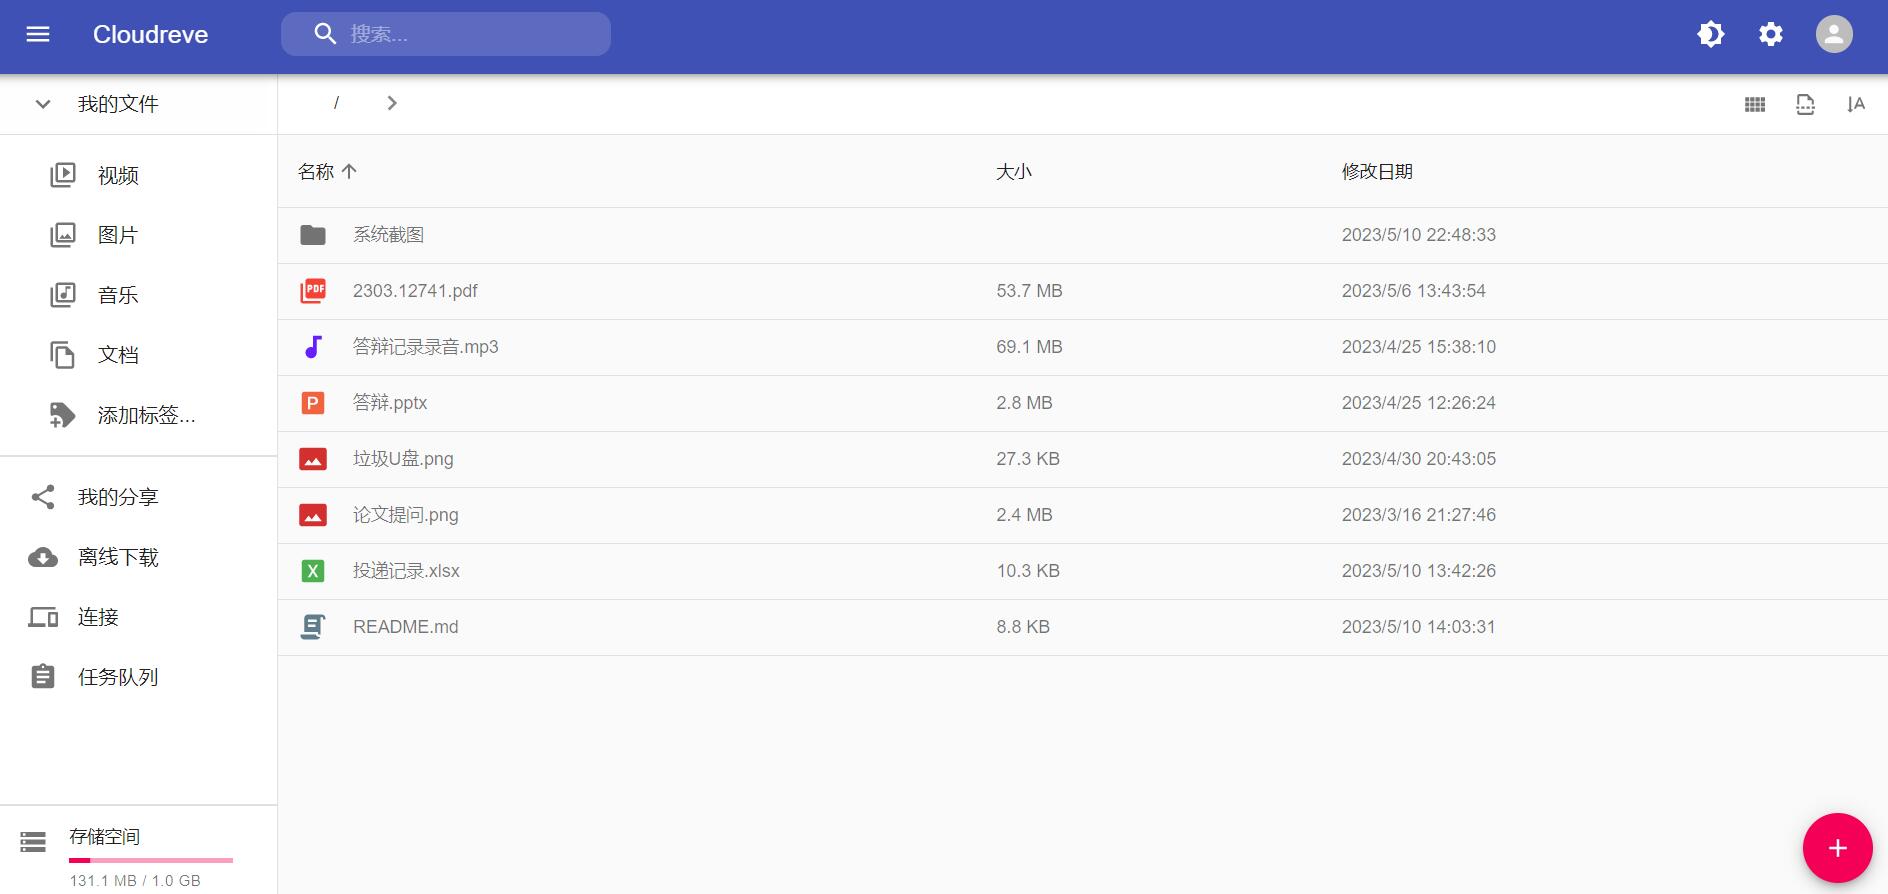 Cloudreve 搜索...
我的文件 /
名称 大小 修改日期
视频
图片
音乐
文档
添加标签...
我的分享
离线下载
连接
任务队列
存储空间
131.1 MB / 1.0 GB
系统截图 2023/5/10 22:48:33
PDF 2303.12741.pdf 53.7 MB 2023/5/6 13:43:54
答辩记录录音.mp3 69.1 MB 2023/4/25 15:38:10
P 答辩.pptx 2.8 MB 2023/4/25 12:26:24
垃圾U盘.png 27.3 KB 2023/4/30 20:43:05
论文提问.png 2.4 MB 2023/3/16 21:27:46
X 投递记录.xlsx 10.3 KB 2023/5/10 13:42:26
README.md 8.8 KB 2023/5/10 14:03:31